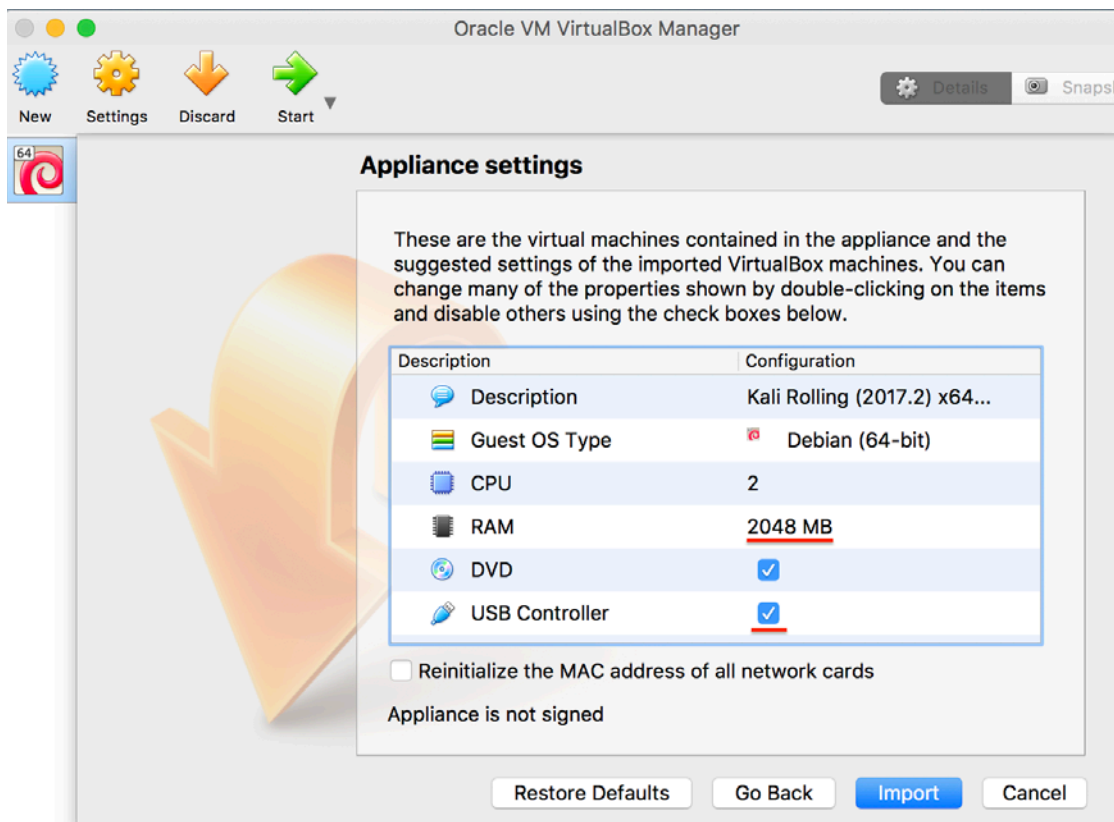 Oracle VM VirtualBox Manager
New Settings Discard Start
Details Snapsh
64
Appliance settings
These are the virtual machines contained in the appliance and the
suggested settings of the imported VirtualBox machines. You can
change many of the properties shown by double-clicking on the items
and disable others using the check boxes below.
Description Configuration
Description Kali Rolling (2017.2) x64...
Guest OS Type Debian (64-bit)
CPU 2
RAM 2048 MB
DVD
USB Controller
Reinitialize the MAC address of all network cards
Appliance is not signed
Restore Defaults Go Back Import Cancel